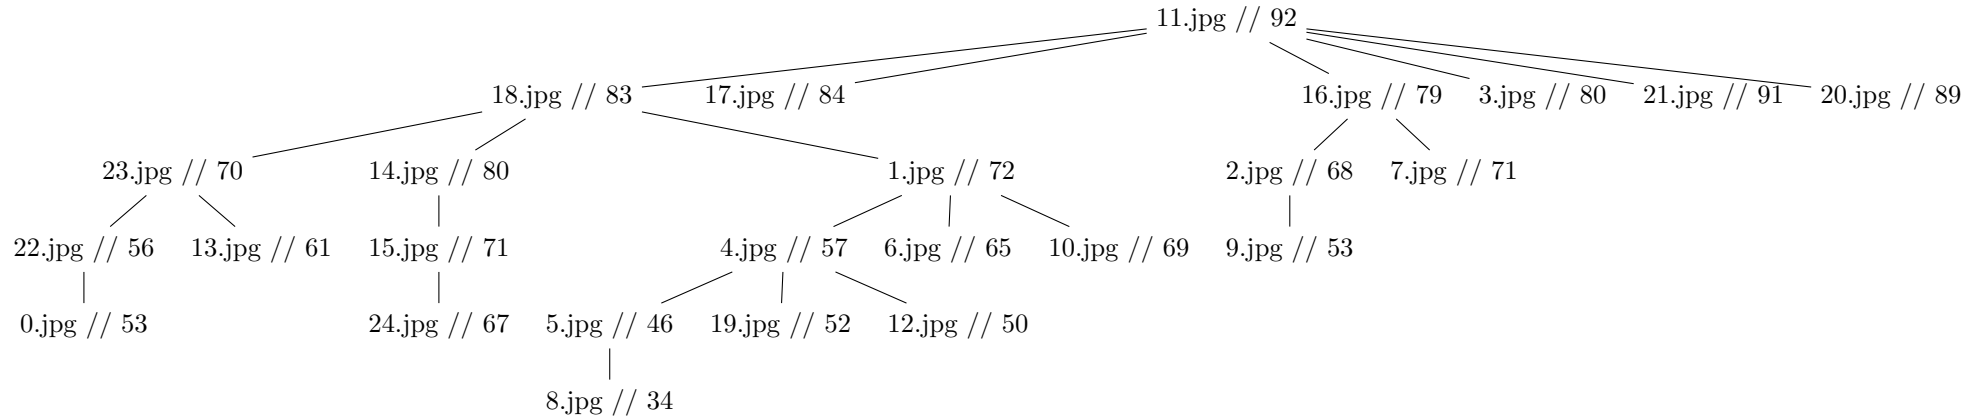 11.jpg // 92
18.jpg // 83 17.jpg // 84 16.jpg // 79 3.jpg // 80 21.jpg // 91 20.jpg // 89
23.jpg // 70 14.jpg // 80 1.jpg // 72 2.jpg // 68 7.jpg // 71
22.jpg // 56 13.jpg // 61 15.jpg // 71 4.jpg // 57 6.jpg // 65 10.jpg // 69 9.jpg // 53
0.jpg // 53 24.jpg // 67 5.jpg // 46 19.jpg // 52 12.jpg // 50
8.jpg // 34